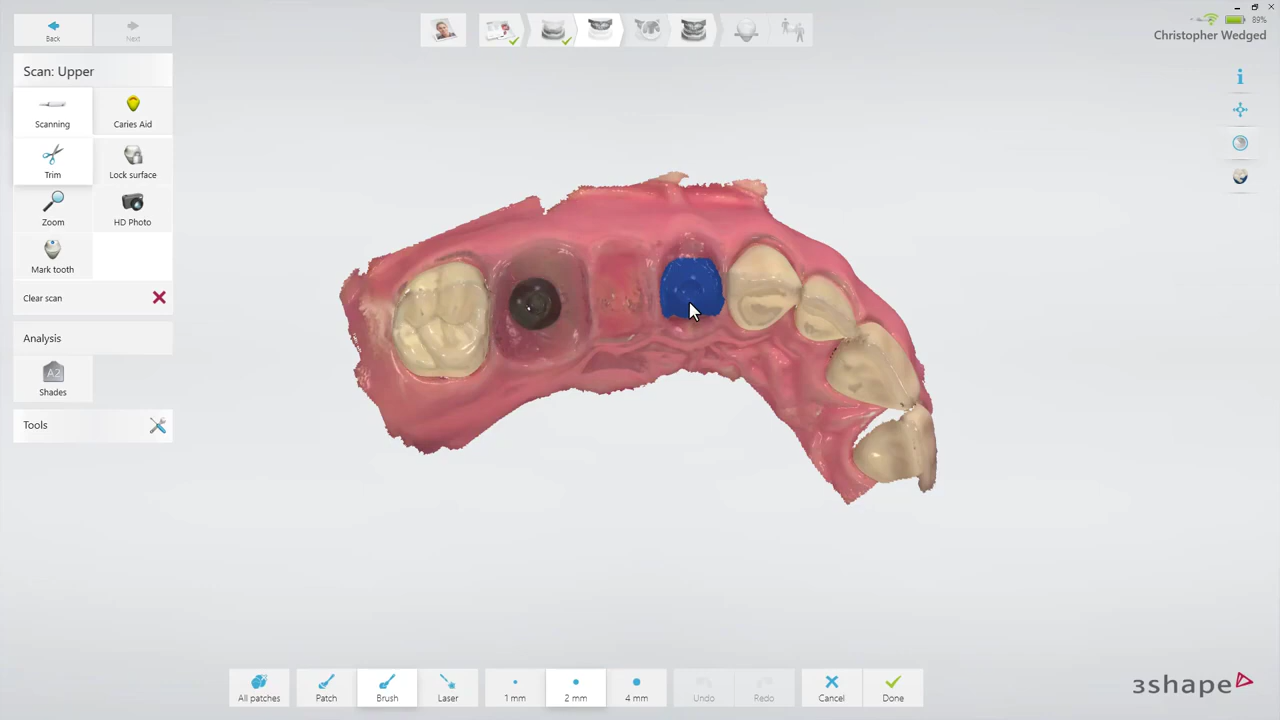 Back
Next
89%
Christopher Wedged
Scan: Upper
Scanning
Caries Aid
Trim
Lock surface
Zoom
HD Photo
Mark tooth
Clear scan
Analysis
A2
Shades
Tools
All patches
Patch
Brush
Laser
1 mm
2 mm
4 mm
Undo
Redo
Cancel
Done
3shape